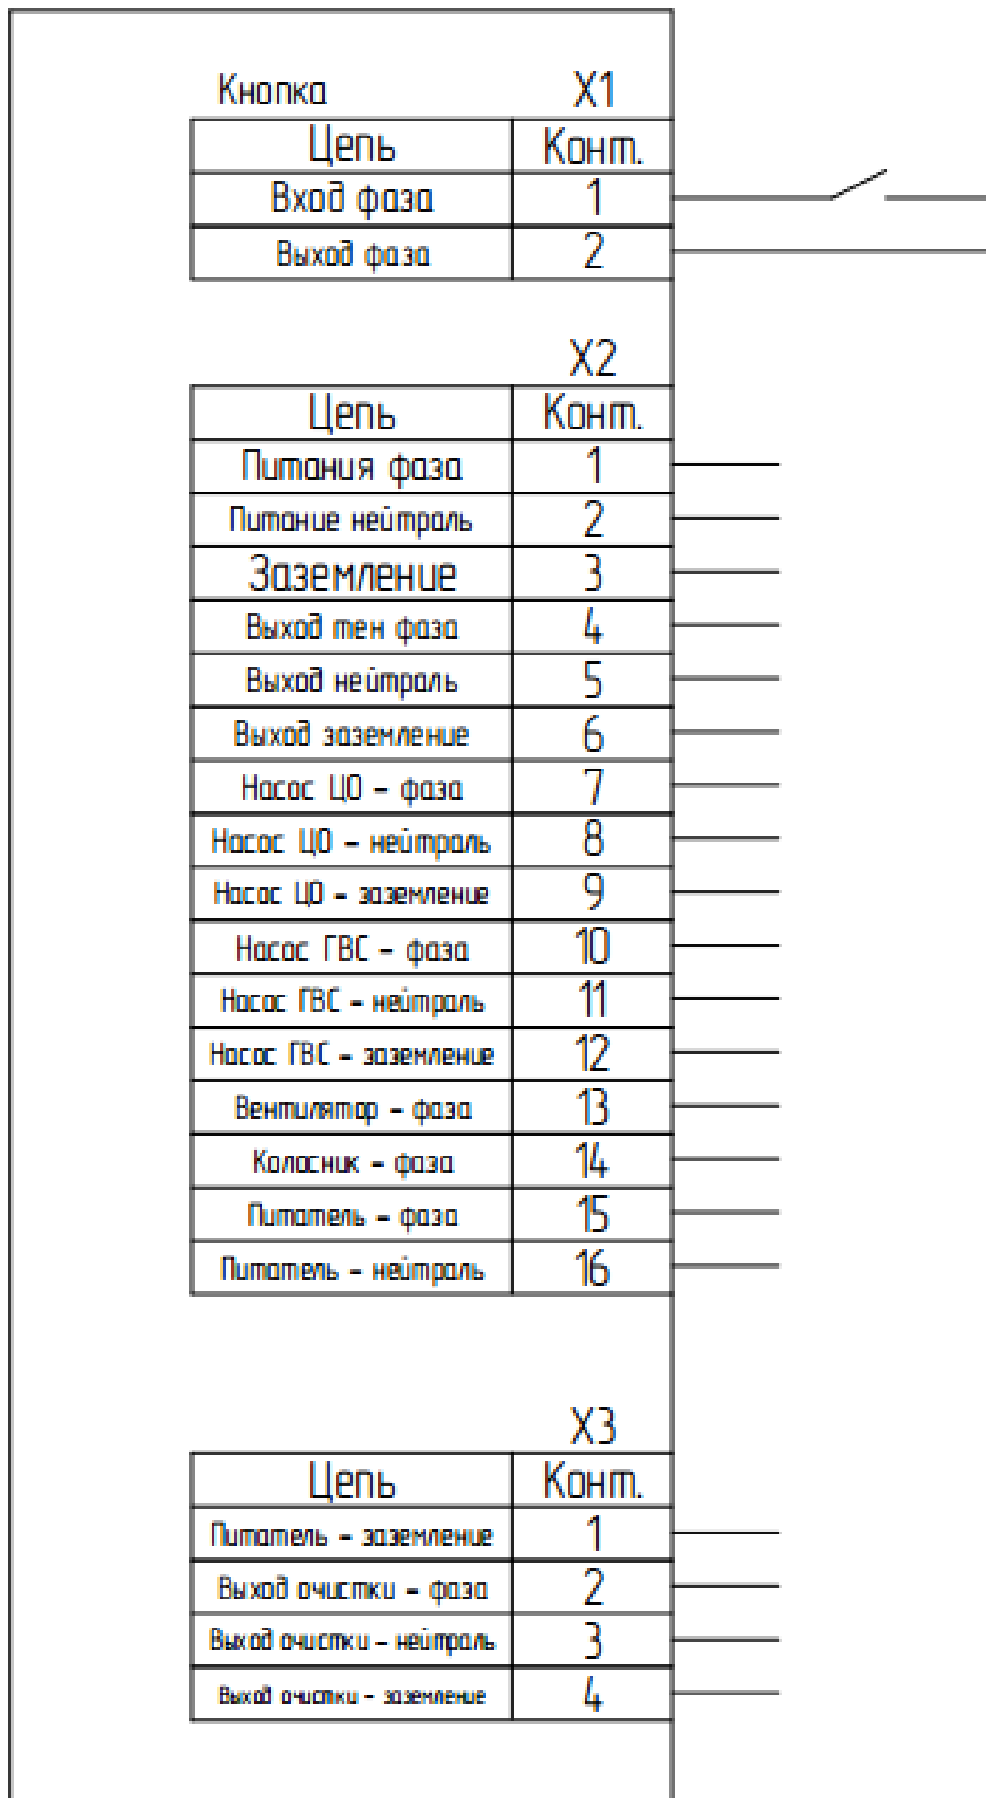 Кнопка X1
Цепь Конт.
Вход фаза 1
Выход фаза 2
X2
Цепь Конт.
Питания фаза 1
Питание нейтраль 2
Заземление 3
Выход тен фаза 4
Выход нейтраль 5
Выход заземление 6
Насос ЦО - фаза 7
Насос ЦО - нейтраль 8
Насос ЦО - заземление 9
Насос ГВС - фаза 10
Насос ГВС - нейтраль 11
Насос ГВС - заземление 12
Вентилятор - фаза 13
Колосник - фаза 14
Питатель - фаза 15
Питатель - нейтраль 16
X3
Цепь Конт.
Питатель - заземление 1
Выход очистки - фаза 2
Выход очистки - нейтраль 3
Выход очистки - заземление 4